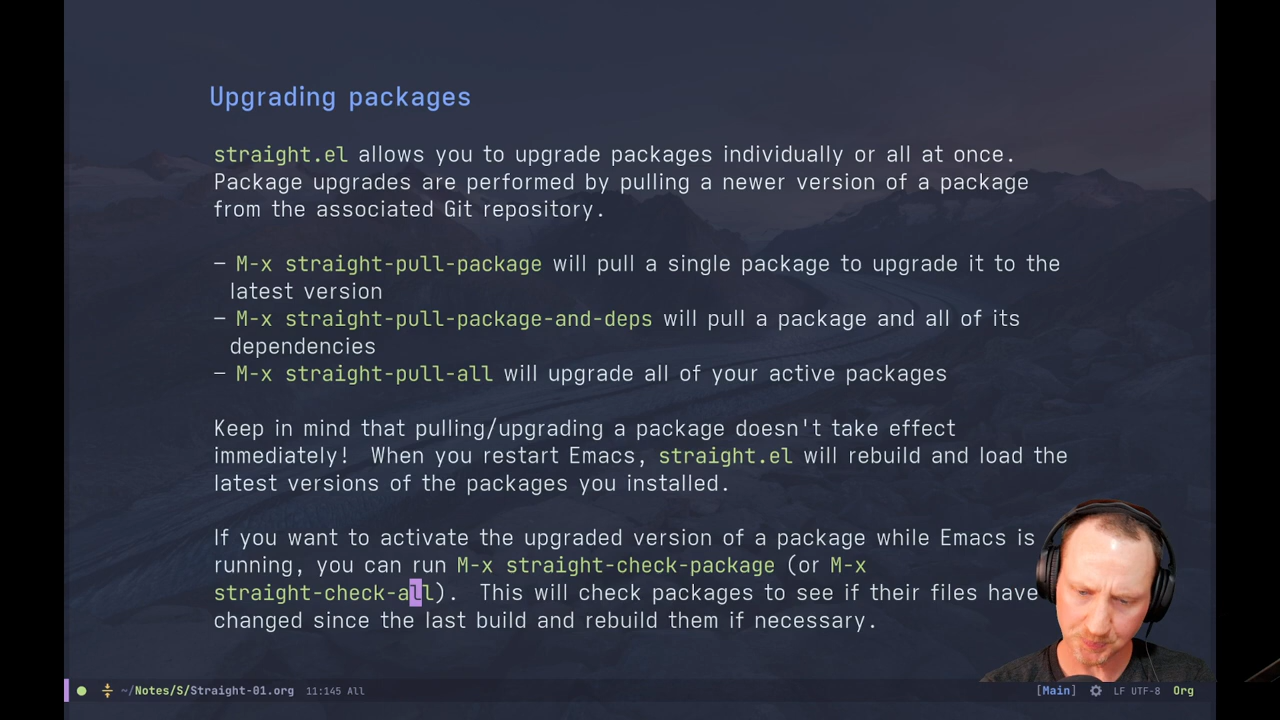 Upgrading packages
straight.el allows you to upgrade packages individually or all at once.
Package upgrades are performed by pulling a newer version of a package
from the associated Git repository.
– M-x straight-pull-package will pull a single package to upgrade it to the
latest version
– M-x straight-pull-package-and-deps will pull a package and all of its
dependencies
– M-x straight-pull-all will upgrade all of your active packages
Keep in mind that pulling/upgrading a package doesn't take effect
immediately!  When you restart Emacs, straight.el will rebuild and load the
latest versions of the packages you installed.
If you want to activate the upgraded version of a package while Emacs is
running, you can run M-x straight-check-package (or M-x
straight-check-all).  This will check packages to see if their files have
changed since the last build and rebuild them if necessary.
~/Notes/S/Straight-01.org 11:145 All [Main] LF UTF-8 Org